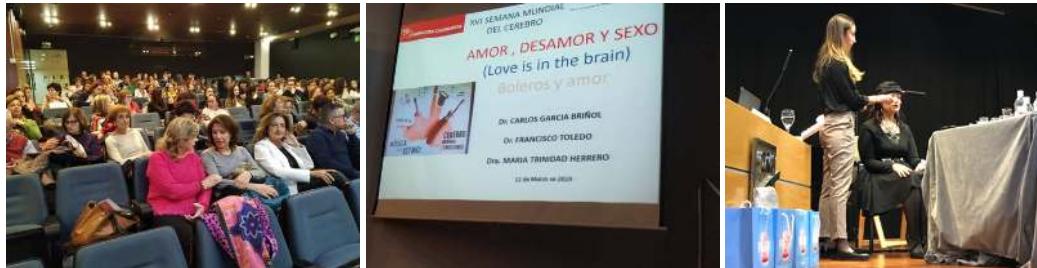 XVI SEMANA MUNDIAL
DEL CEREBRO
AMOR , DESAMOR Y SEXO
(Love is in the brain)
Boleros y amor
Dr. CARLOS GARCIA BRIÑOL
Dr. FRANCISCO TOLEDO
Dra. MARIA TRINIDAD HERRERO
CEREBRO